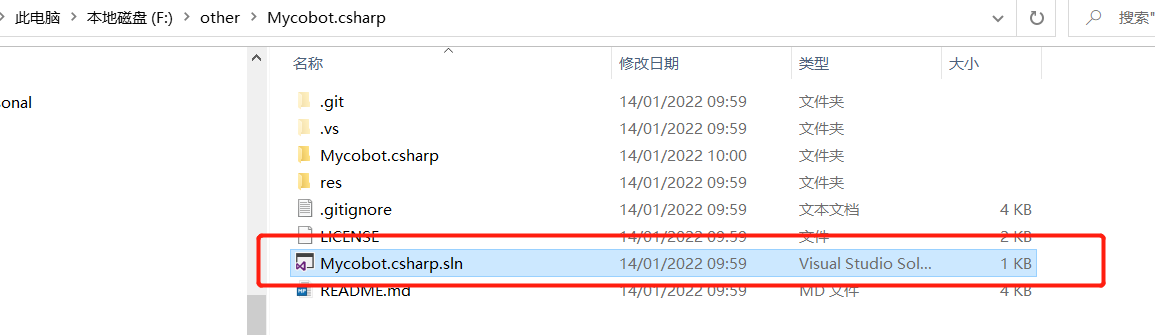 此电脑 > 本地磁盘 (F:) > other > Mycobot.csharp
搜索"
名称 修改日期 类型 大小
sonal
.git 14/01/2022 09:59 文件夹
.vs 14/01/2022 09:59 文件夹
Mycobot.csharp 14/01/2022 10:00 文件夹
res 14/01/2022 09:59 文件夹
.gitignore 14/01/2022 09:59 文本文档 4 KB
LICENSE 14/01/2022 09:59 文件 2 KB
Mycobot.csharp.sln 14/01/2022 09:59 Visual Studio Sol... 1 KB
README.md 14/01/2022 09:59 MD 文件 4 KB